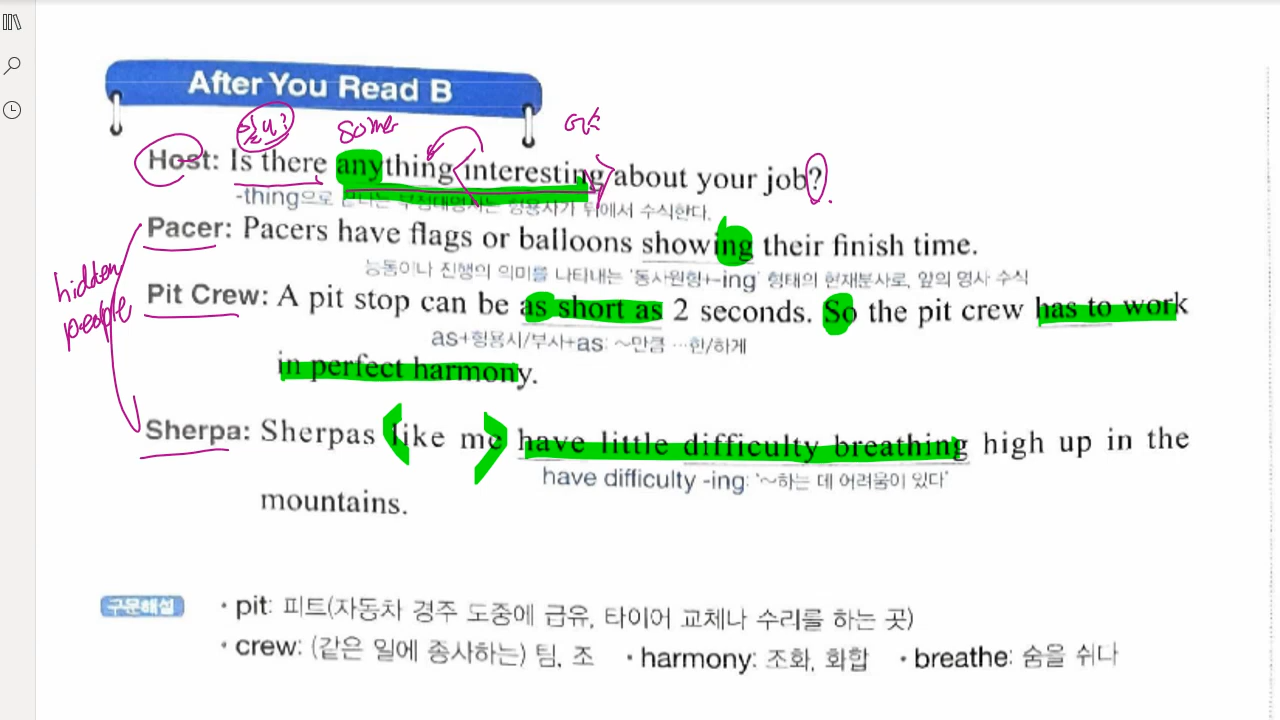 After You Read B
있니?
some
Host: Is there anything interesting about your job?
-thing으로 끝나는 부정대명사는 형용사가 뒤에서 수식한다.
Pacer: Pacers have flags or balloons showing their finish time.
능동이나 진행의 의미를 나타내는 '동사원형+-ing' 형태의 현재분사로, 앞의 명사 수식
hidden
people
Pit Crew: A pit stop can be as short as 2 seconds. So the pit crew has to work
as+형용사/부사+as: ~만큼 …한/하게
in perfect harmony.
Sherpa: Sherpas like me have little difficulty breathing high up in the
have difficulty -ing: '~하는 데 어려움이 있다'
mountains.
구문해설
• pit: 피트(자동차 경주 도중에 급유, 타이어 교체나 수리를 하는 곳)
• crew: (같은 일에 종사하는) 팀, 조 • harmony: 조화, 화합 • breathe: 숨을 쉬다